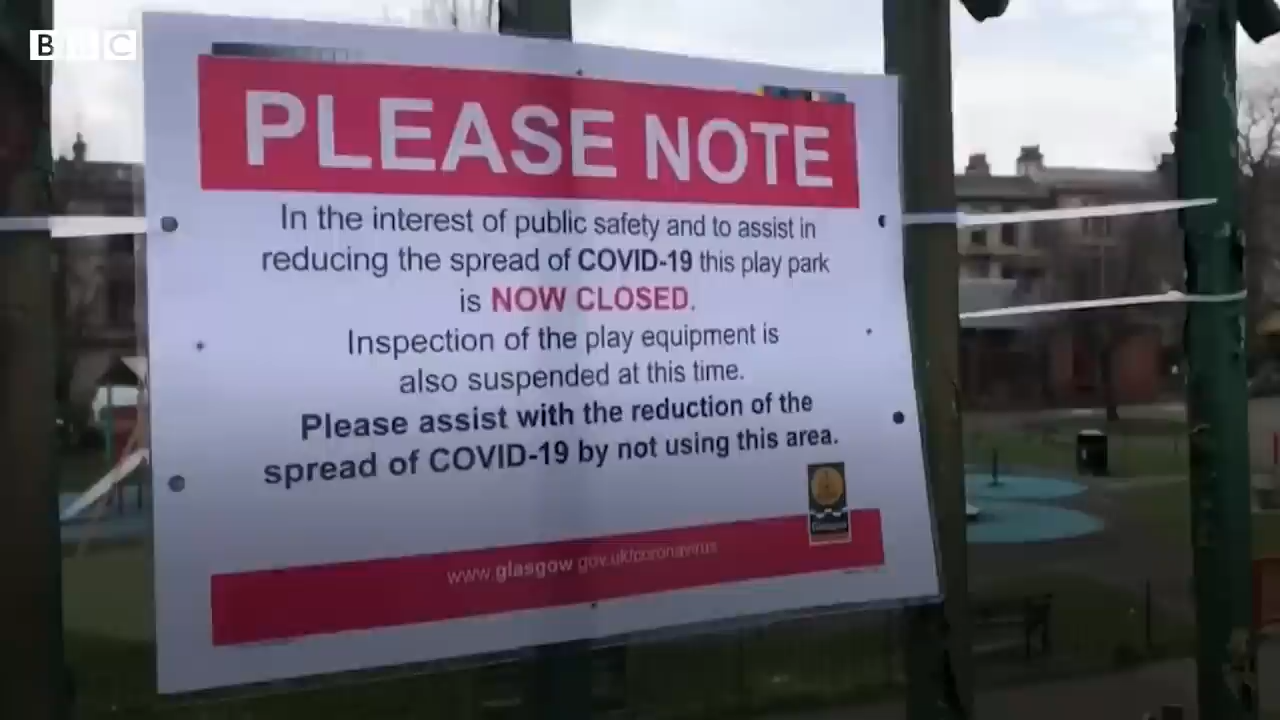 BBC
PLEASE NOTE
In the interest of public safety and to assist in
reducing the spread of COVID-19 this play park
is NOW CLOSED.
Inspection of the play equipment is
also suspended at this time.
Please assist with the reduction of the
spread of COVID-19 by not using this area.
www.glasgow.gov.uk/coronavirus